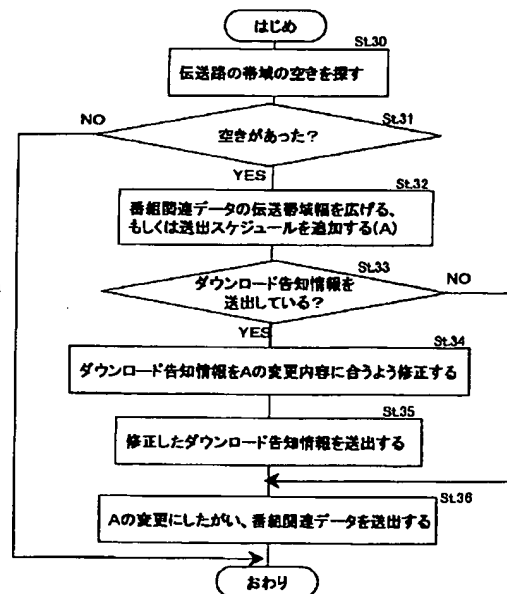 はじめ
St.30
伝送路の帯域の空きを探す
St.31
NO
空きがあった?
YES
St.32
番組関連データの伝送帯域幅を広げる、
もしくは送出スケジュールを追加する(A)
St.33
NO
ダウンロード告知情報を
送出している?
YES
St.34
ダウンロード告知情報をAの変更内容に合うよう修正する
St.35
修正したダウンロード告知情報を送出する
St.36
Aの変更にしたがい、番組関連データを送出する
おわり